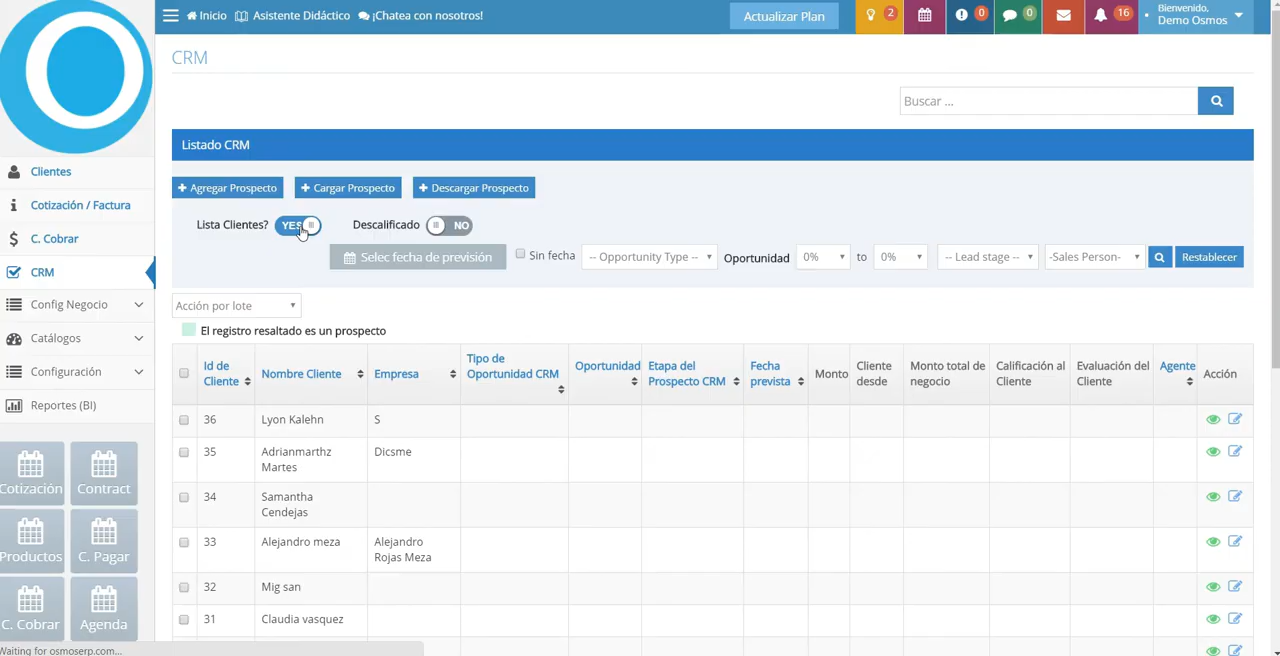 Inicio Asistente Didáctico ¡Chatea con nosotros! Actualizar Plan 2 0 0 16 Bienvenido, Demo Osmos
CRM
Buscar ...
Clientes
Cotización / Factura
C. Cobrar
CRM
Config Negocio
Catálogos
Configuración
Reportes (BI)
Cotización Contract
Productos C. Pagar
C. Cobrar Agenda
Listado CRM
Agregar Prospecto Cargar Prospecto Descargar Prospecto
Lista Clientes? YES Descalificado NO
Selec fecha de previsión Sin fecha -- Opportunity Type -- Oportunidad 0% to 0% -- Lead stage -- -Sales Person- Restablecer
Acción por lote
El registro resaltado es un prospecto
Id de Cliente Nombre Cliente Empresa Tipo de Oportunidad CRM Oportunidad Etapa del Prospecto CRM Fecha prevista Monto Cliente desde Monto total de negocio Calificación al Cliente Evaluación del Cliente Agente Acción
36 Lyon Kalehn S
35 Adrianmarthz Martes Dicsme
34 Samantha Cendejas
33 Alejandro meza Alejandro Rojas Meza
32 Mig san
31 Claudia vasquez
Waiting for osmoserp.com...